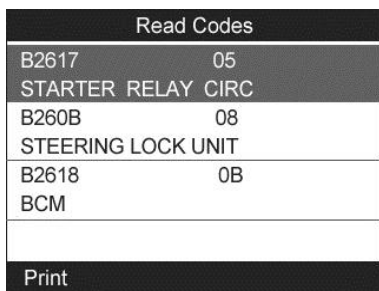 Read Codes
B2617 05
STARTER RELAY CIRC
B260B 08
STEERING LOCK UNIT
B2618 0B
BCM
Print